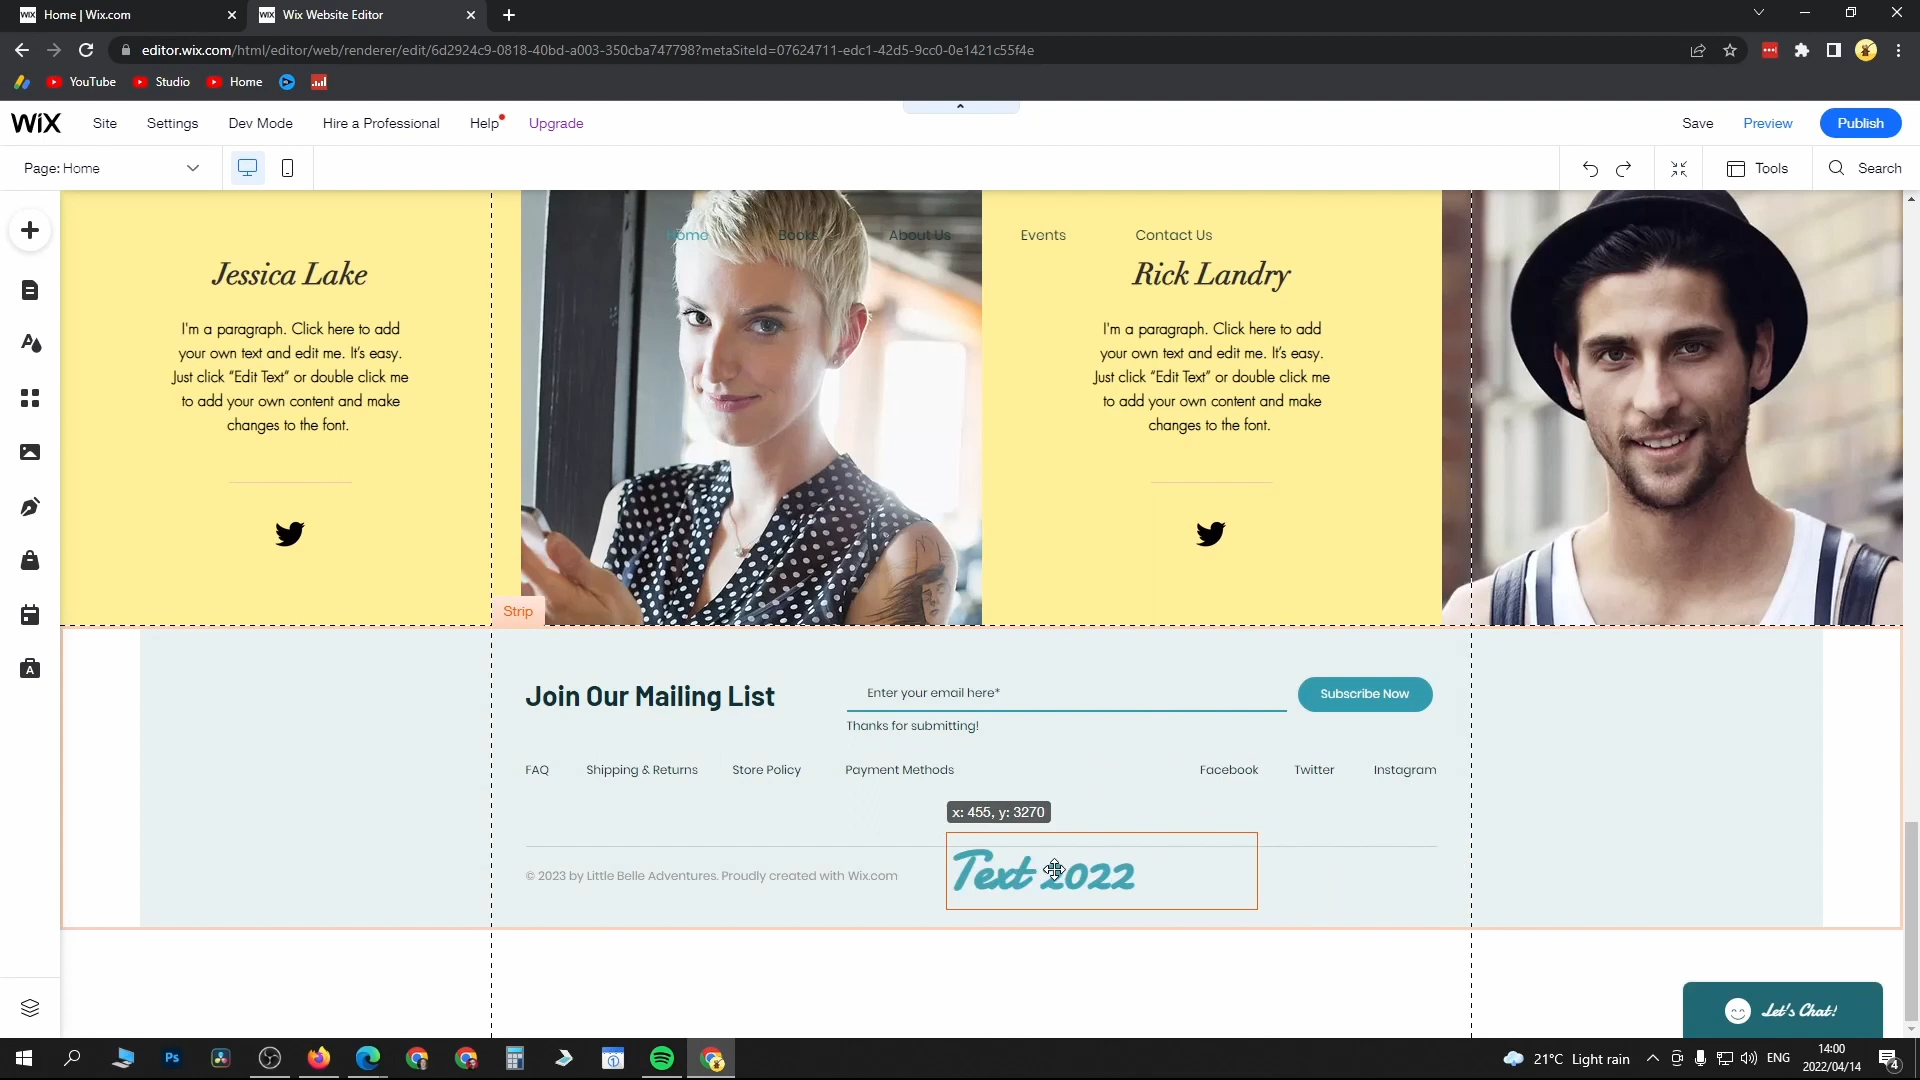 Home | Wix.com
Wix Website Editor
editor.wix.com/html/editor/web/renderer/edit/6d2924c9-0818-40bd-a003-350cba747798?metaSiteId=07624711-edc1-42d5-9cc0-0e1421c55f4e
YouTube Studio Home
WiX Site Settings Dev Mode Hire a Professional Help Upgrade Save Preview Publish
Page: Home Tools Search
Home Books About Us Events Contact Us
Jessica Lake
I'm a paragraph. Click here to add
your own text and edit me. It's easy.
Just click “Edit Text” or double click me
to add your own content and make
changes to the font.
Rick Landry
I'm a paragraph. Click here to add
your own text and edit me. It's easy.
Just click “Edit Text” or double click me
to add your own content and make
changes to the font.
Strip
Join Our Mailing List
Enter your email here*
Subscribe Now
Thanks for submitting!
FAQ Shipping & Returns Store Policy Payment Methods Facebook Twitter Instagram
x: 455, y: 3270
Text 2022
© 2023 by Little Belle Adventures. Proudly created with Wix.com
Let's Chat!
21°C Light rain
ENG
14:00
2022/04/14
4